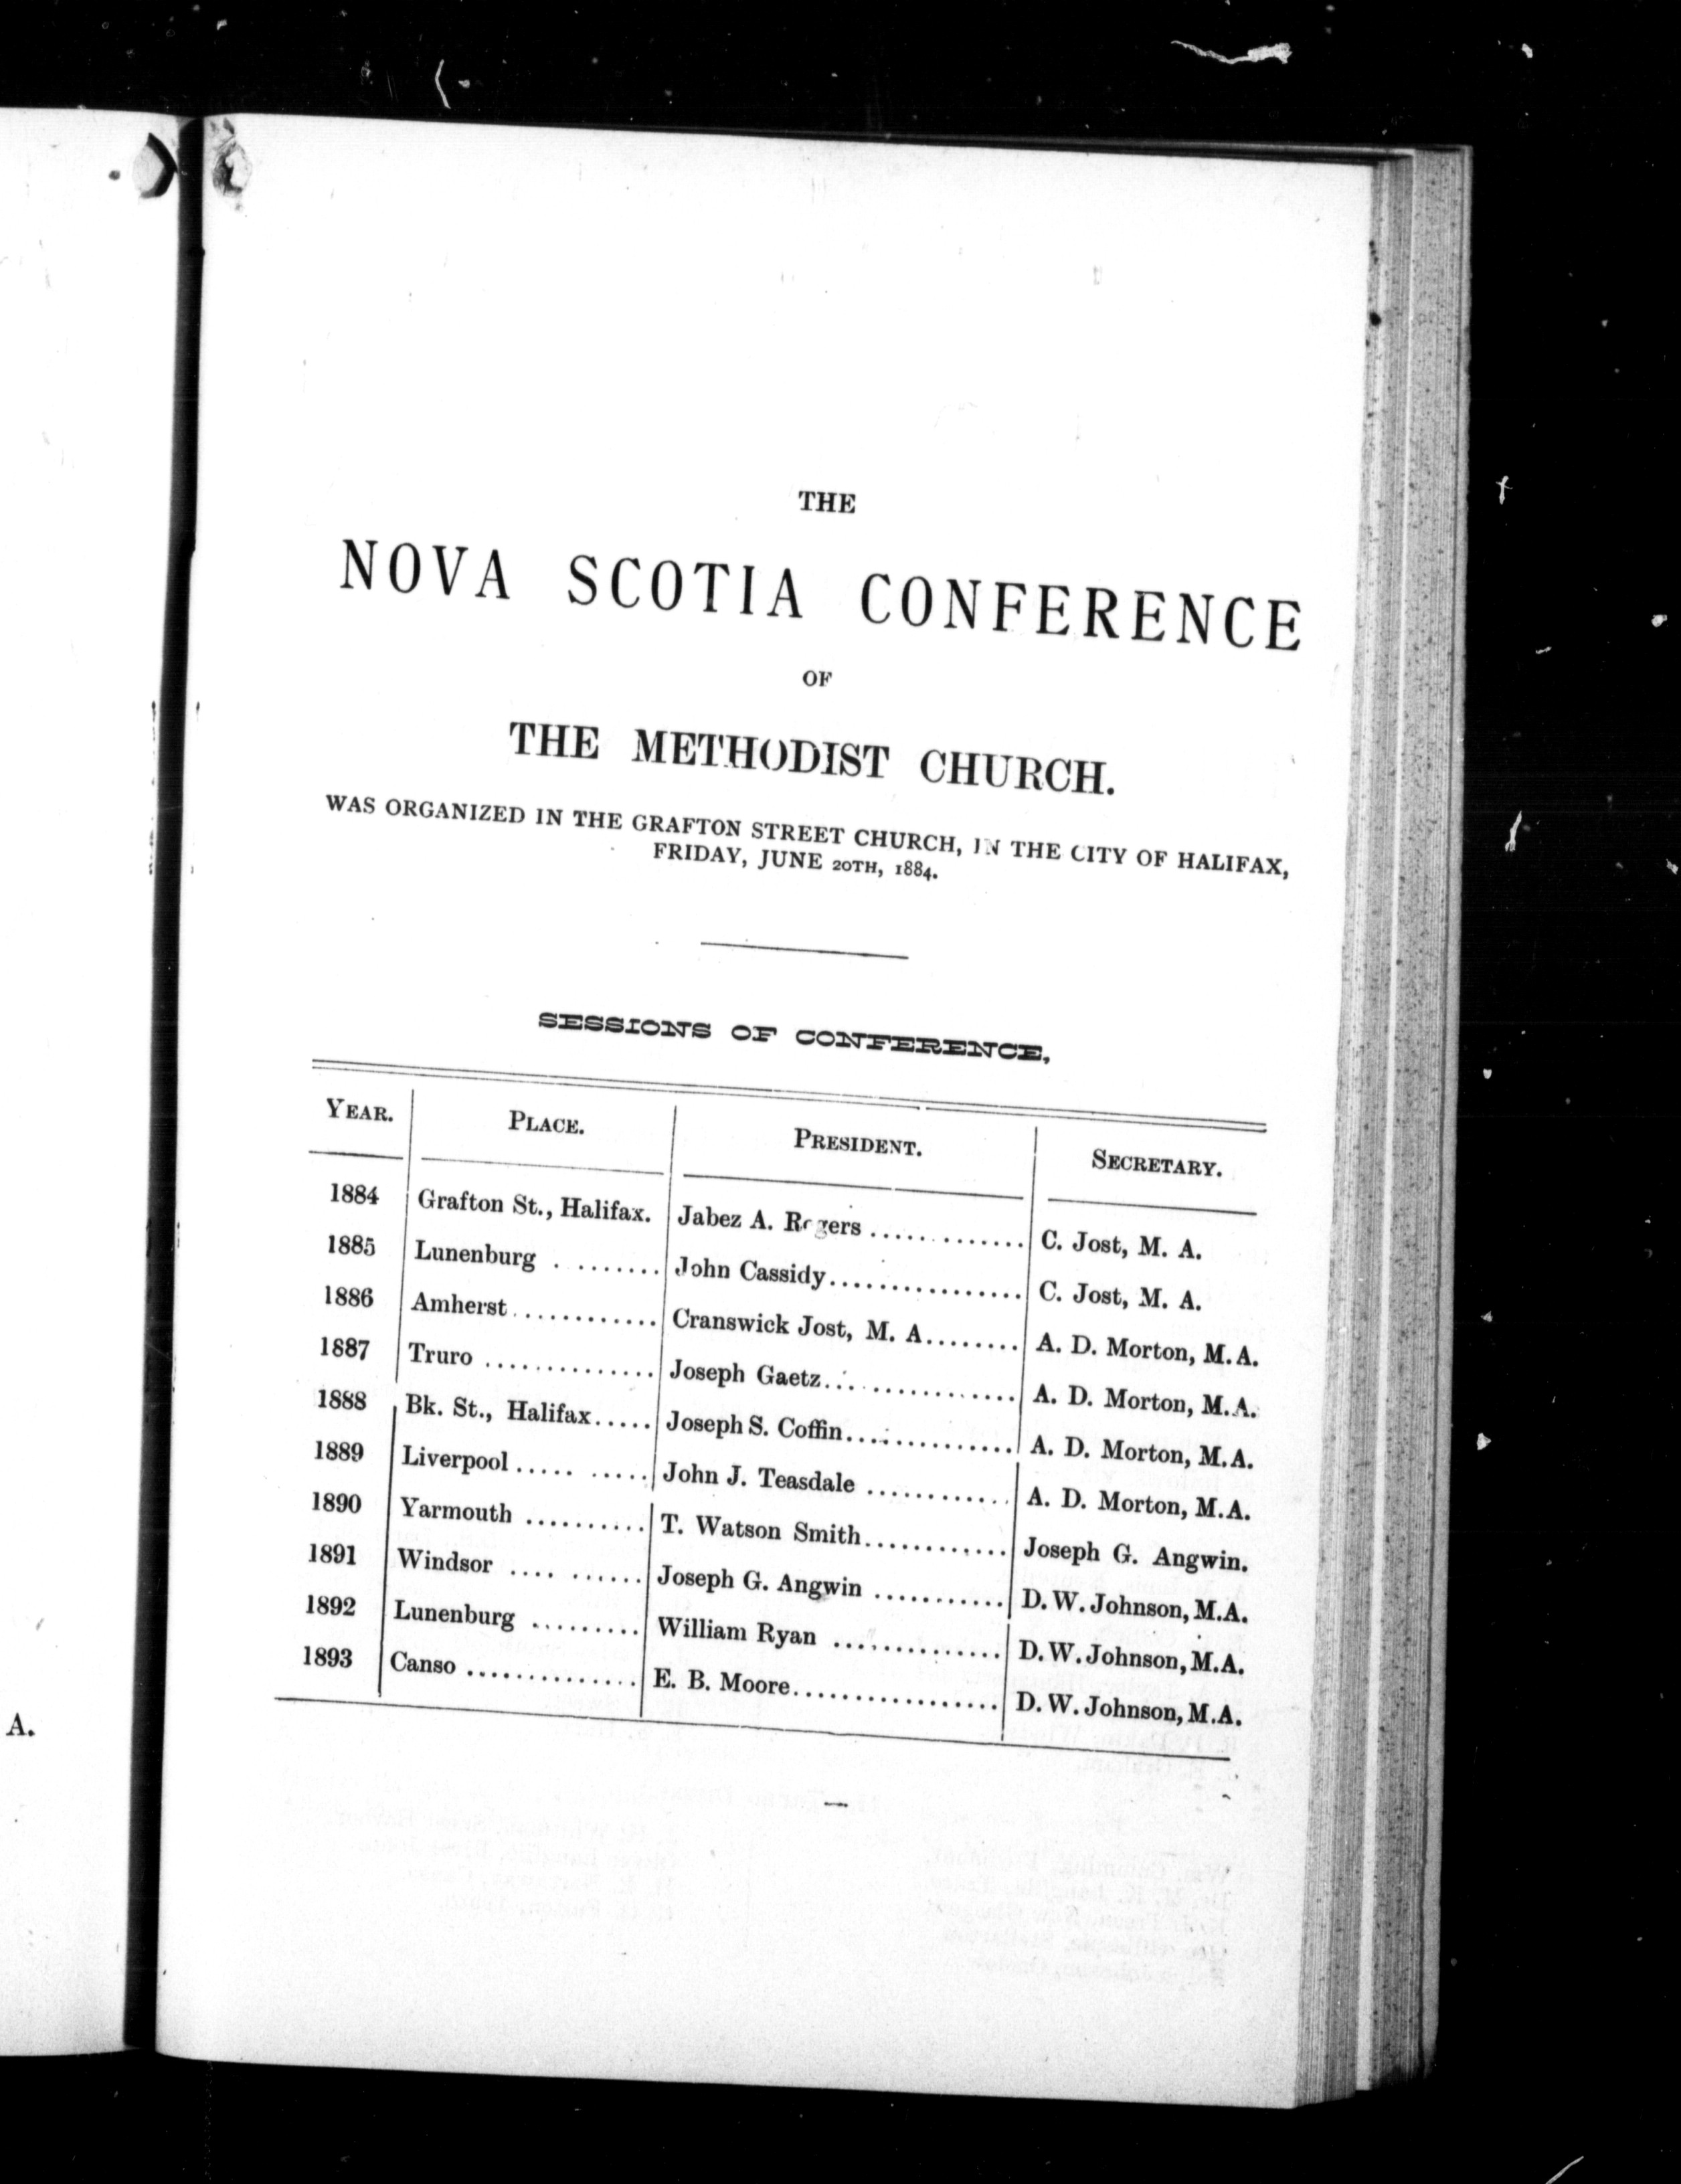 THE
NOVA SCOTIA CONFERENCE
OF
THE METHODIST CHURCH.
WAS ORGANIZED IN THE GRAFTON STREET CHURCH, IN THE CITY OF HALIFAX,
FRIDAY, JUNE 20TH, 1884.
SESSIONS OF CONFERENCE,
YEAR. PLACE. PRESIDENT. SECRETARY.
1884 Grafton St., Halifax. Jabez A. Rogers ............. C. Jost, M. A.
1885 Lunenburg ........ John Cassidy................ C. Jost, M. A.
1886 Amherst............ Cranswick Jost, M. A........ A. D. Morton, M.A.
1887 Truro .............. Joseph Gaetz................ A. D. Morton, M.A.
1888 Bk. St., Halifax..... Joseph S. Coffin.............. A. D. Morton, M.A.
1889 Liverpool..... ..... John J. Teasdale ............ A. D. Morton, M.A.
1890 Yarmouth .......... T. Watson Smith............ Joseph G. Angwin.
1891 Windsor .... ...... Joseph G. Angwin ........... D. W. Johnson, M.A.
1892 Lunenburg ......... William Ryan .............. D. W. Johnson, M.A.
1893 Canso .............. E. B. Moore................. D. W. Johnson, M.A.
A.